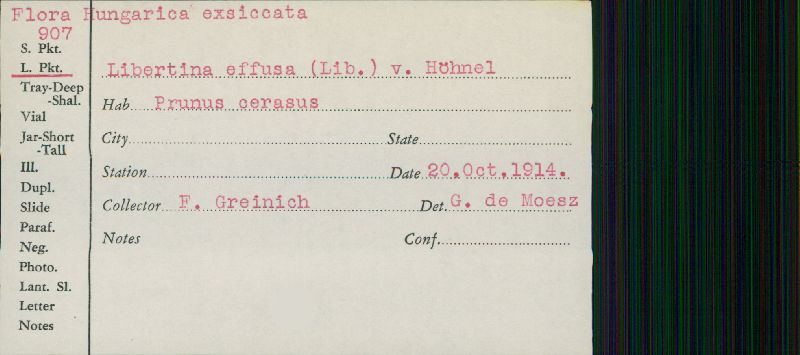 Flora Hungarica exsiccata
907
S. Pkt.
L. Pkt.
Tray-Deep
-Shal.
Vial
Jar-Short
-Tall
Ill.
Dupl.
Slide
Paraf.
Neg.
Photo.
Lant. Sl.
Letter
Notes
Libertina effusa (Lib.) v. Höhnel
Hab Prunus cerasus
City State
Station Date 20.Oct.1914.
Collector F. Greinich Det. G. de Moesz
Notes Conf.